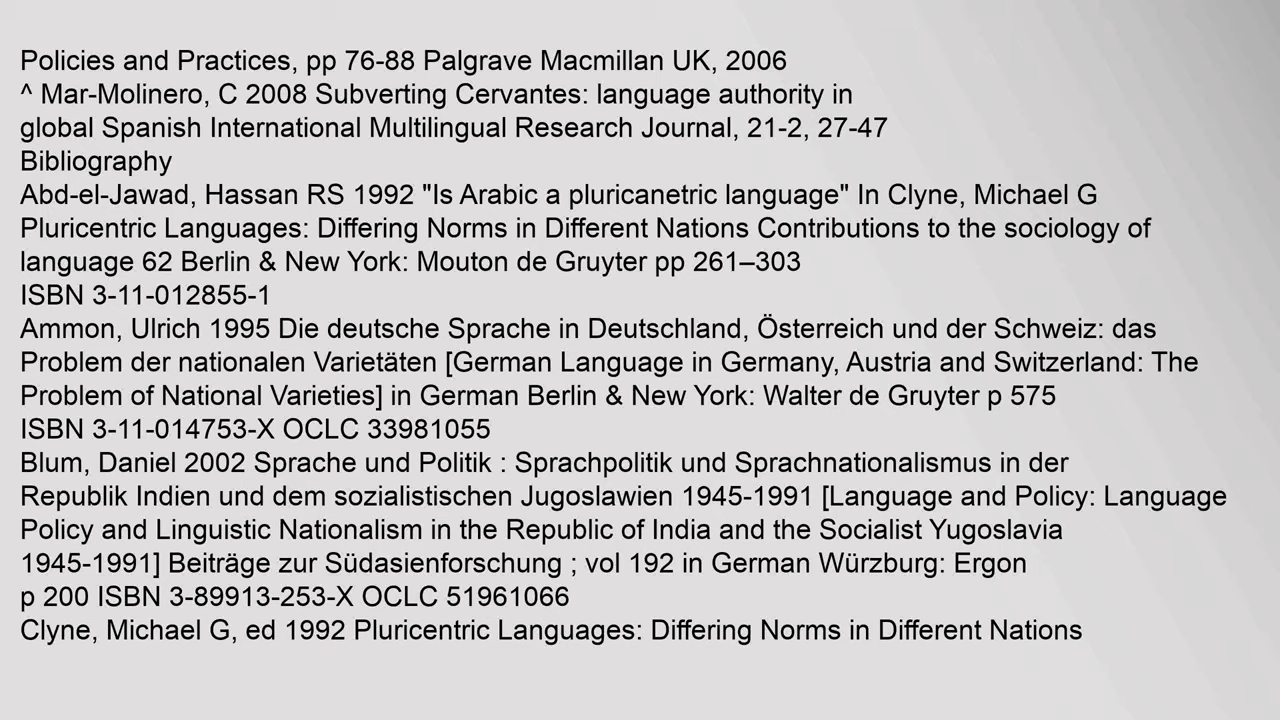 Policies and Practices, pp 76-88 Palgrave Macmillan UK, 2006
^ Mar-Molinero, C 2008 Subverting Cervantes: language authority in
global Spanish International Multilingual Research Journal, 21-2, 27-47
Bibliography
Abd-el-Jawad, Hassan RS 1992 "Is Arabic a pluricanetric language" In Clyne, Michael G
Pluricentric Languages: Differing Norms in Different Nations Contributions to the sociology of
language 62 Berlin & New York: Mouton de Gruyter pp 261–303
ISBN 3-11-012855-1
Ammon, Ulrich 1995 Die deutsche Sprache in Deutschland, Österreich und der Schweiz: das
Problem der nationalen Varietäten [German Language in Germany, Austria and Switzerland: The
Problem of National Varieties] in German Berlin & New York: Walter de Gruyter p 575
ISBN 3-11-014753-X OCLC 33981055
Blum, Daniel 2002 Sprache und Politik : Sprachpolitik und Sprachnationalismus in der
Republik Indien und dem sozialistischen Jugoslawien 1945-1991 [Language and Policy: Language
Policy and Linguistic Nationalism in the Republic of India and the Socialist Yugoslavia
1945-1991] Beiträge zur Südasienforschung ; vol 192 in German Würzburg: Ergon
p 200 ISBN 3-89913-253-X OCLC 51961066
Clyne, Michael G, ed 1992 Pluricentric Languages: Differing Norms in Different Nations